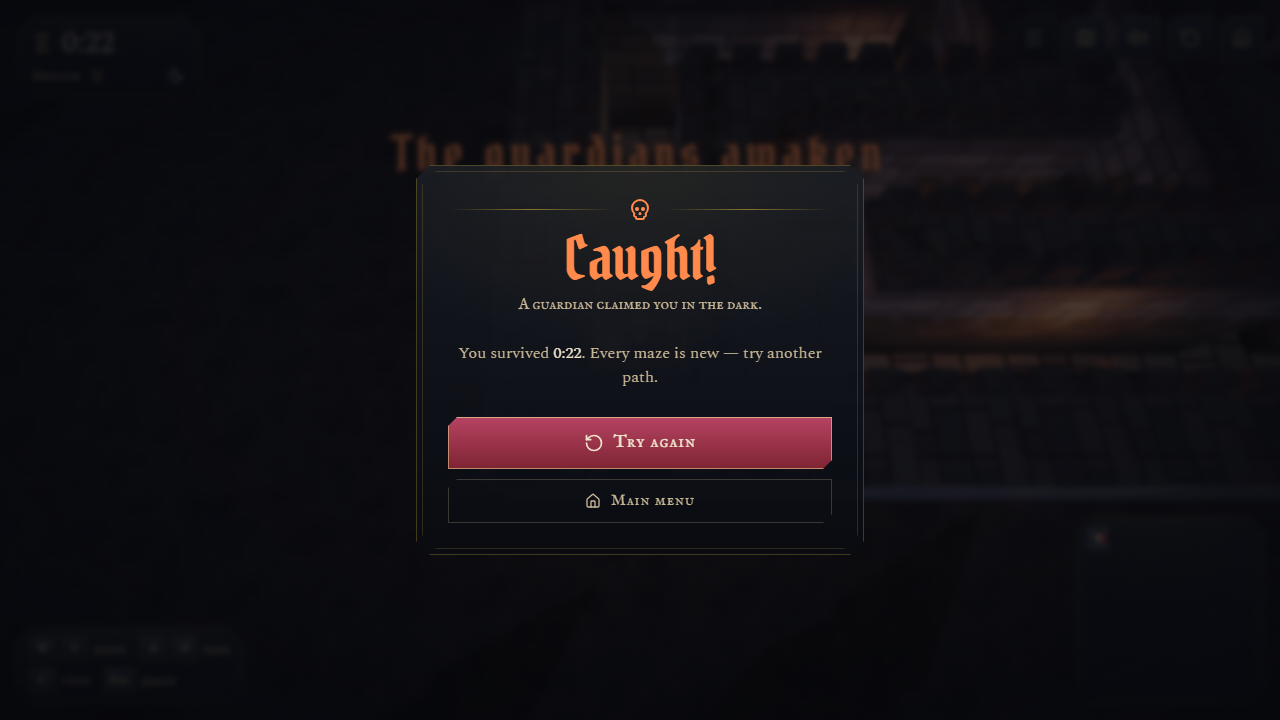 0:22
The guardians awaken
Caught!
A guardian claimed you in the dark.
You survived 0:22. Every maze is new — try another
path.
Try again
Main menu